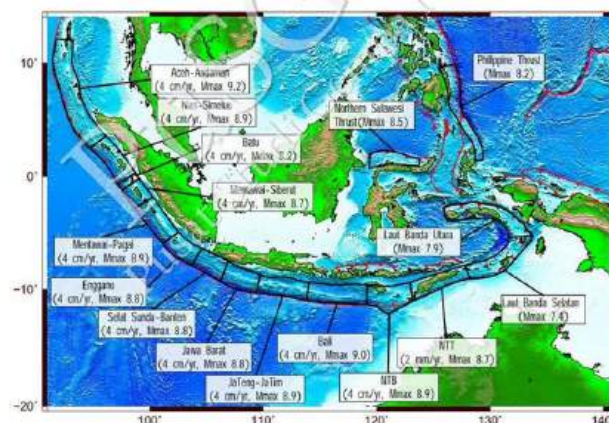 10°
0°
−10°
−20°
100°
110°
120°
130°
140
Aceh-Andaman
(4 cm/yr, Mmax 9.2)
Nias-Simelue
(4 cm/yr, Mmax 8.9)
Batu
(4 cm/yr, Mmax 8.2)
Mentawai-Siberut
(4 cm/yr, Mmax 8.7)
Mentawai-Pagai
(4 cm/yr, Mmax 8.9)
Enggano
(4 cm/yr, Mmax 8.8)
Selat Sunda-Banten
(4 cm/yr, Mmax 8.8)
Jawa Barat
(4 cm/yr, Mmax 8.8)
JaTeng-JaTim
(4 cm/yr, Mmax 8.9)
Bali
(4 cm/yr, Mmax 9.0)
NTB
(4 cm/yr, Mmax 8.9)
NTT
(2 mm/yr, Mmax 8.7)
Laut Banda Selatan
(Mmax 7.4)
Laut Banda Utara
(Mmax 7.9)
Northern Sulawesi
Thrust(Mmax 8.5)
Philippine Thrust
(Mmax 8.2)